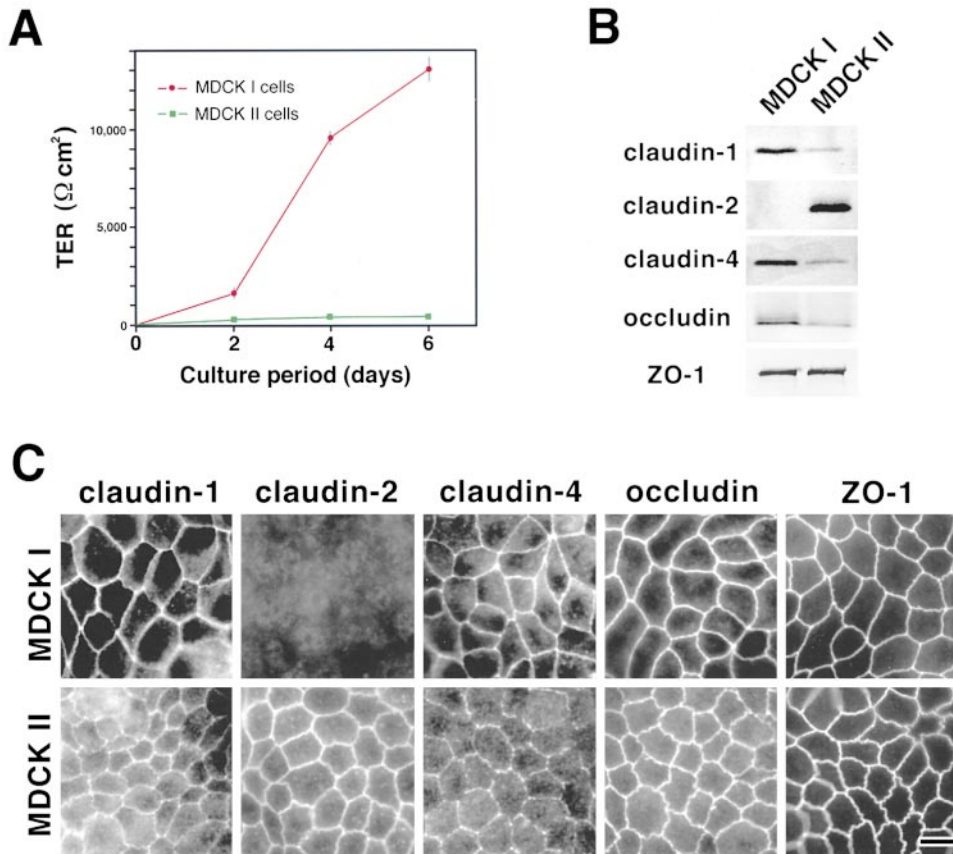 A
TER (Ω cm²)
10,000
5,000
0
MDCK I cells
MDCK II cells
0 2 4 6
Culture period (days)
B
MDCK I
MDCK II
claudin-1
claudin-2
claudin-4
occludin
ZO-1
C
claudin-1 claudin-2 claudin-4 occludin ZO-1
MDCK I
MDCK II